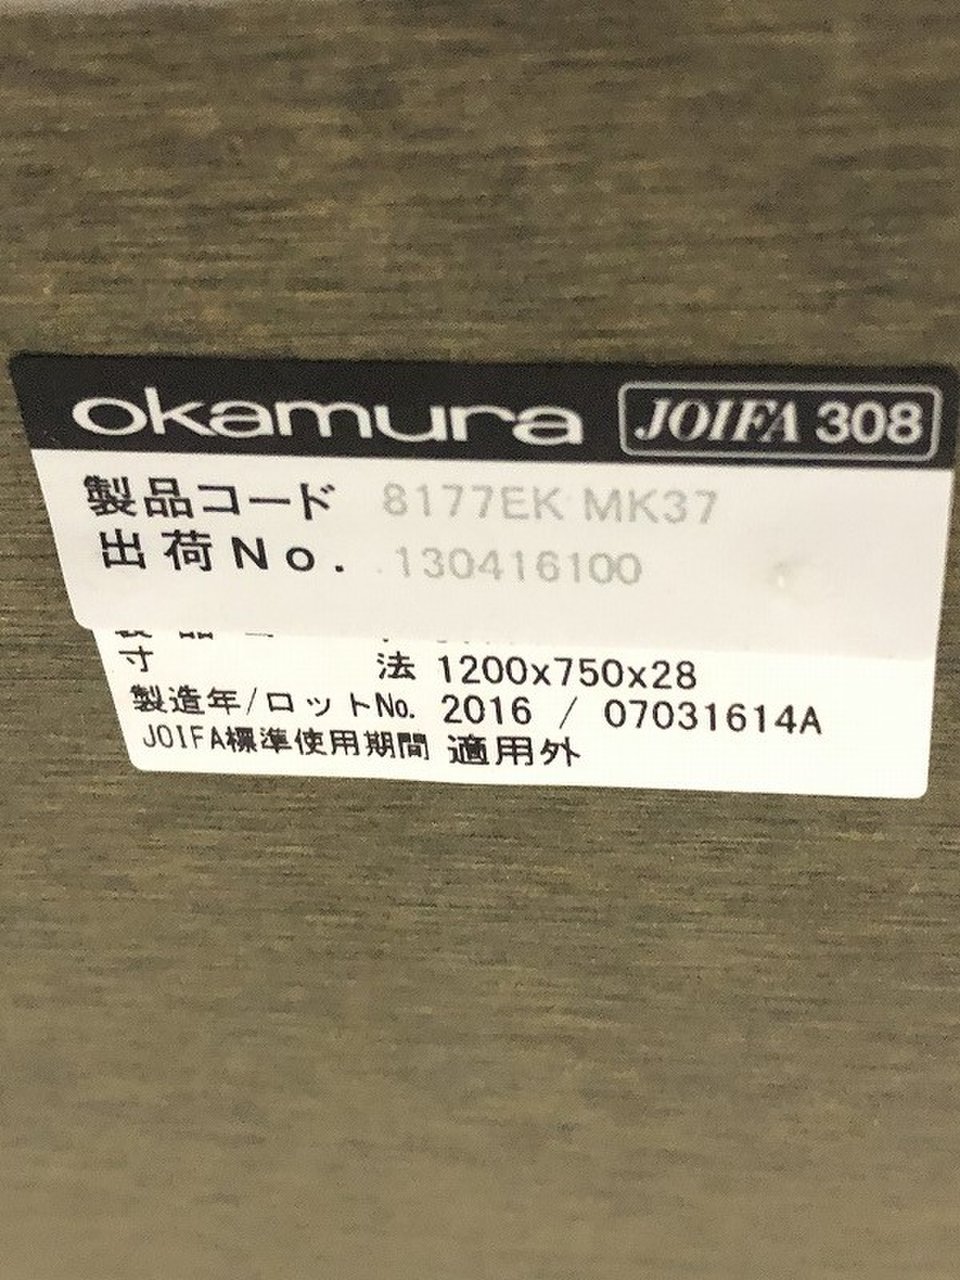 okamura JOIFA 308
製品コード 8177EK MK37
出荷No. 130416100
寸 法 1200x750x28
製造年/ロットNo. 2016 / 07031614A
JOIFA標準使用期間 適用外